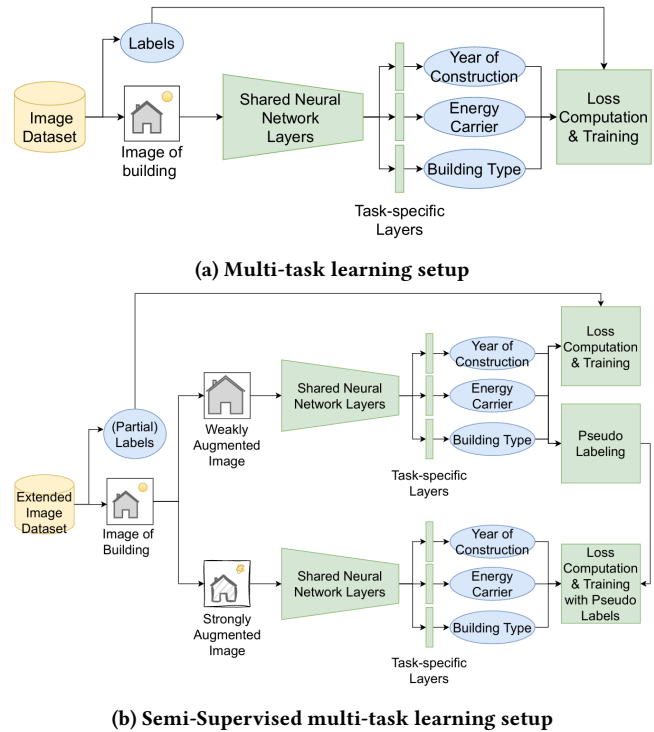 Labels
Image
Dataset
Image of
building
Shared Neural
Network
Layers
Year of
Construction
Energy
Carrier
Building Type
Task-specific
Layers
Loss
Computation
& Training
(a) Multi-task learning setup
(Partial)
Labels
Extended
Image
Dataset
Image of
Building
Weakly
Augmented
Image
Shared Neural
Network Layers
Year of
Construction
Energy
Carrier
Building Type
Task-specific
Layers
Loss
Computation
& Training
Pseudo
Labeling
Strongly
Augmented
Image
Shared Neural
Network Layers
Year of
Construction
Energy
Carrier
Building Type
Task-specific
Layers
Loss
Computation
& Training
with Pseudo
Labels
(b) Semi-Supervised multi-task learning setup